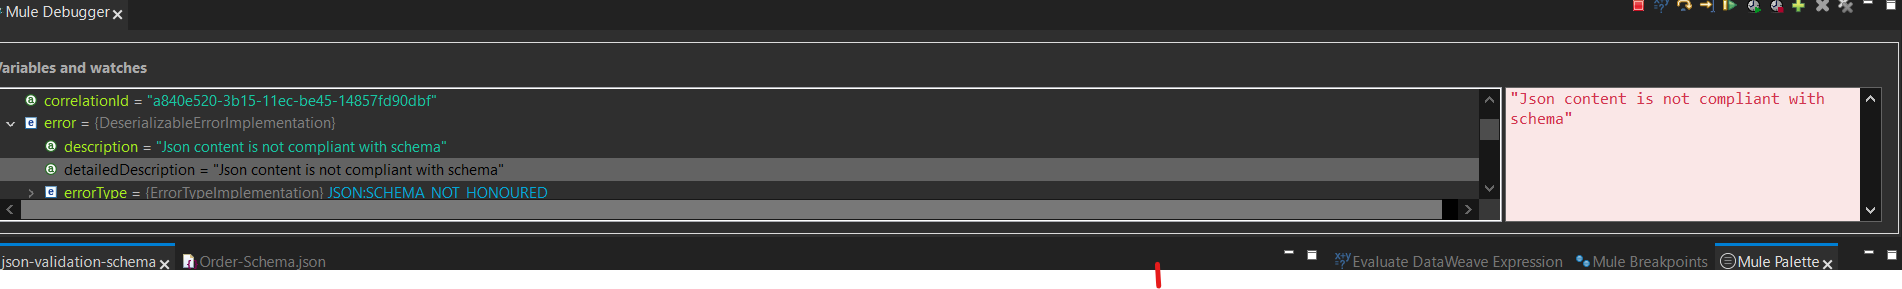 Mule Debugger
Variables and watches
correlationId = "a840e520-3b15-11ec-be45-14857fd90dbf"
error = {DeserializableErrorImplementation}
description = "Json content is not compliant with schema"
detailedDescription = "Json content is not compliant with schema"
errorType = {ErrorTypeImplementation} JSON:SCHEMA_NOT_HONOURED
"Json content is not compliant with
schema"
json-validation-schema
Order-Schema.json
Evaluate DataWeave Expression
Mule Breakpoints
Mule Palette